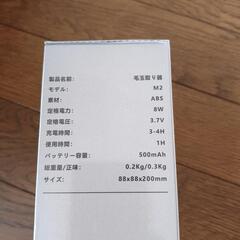 製品名前: 毛玉取り器
モデル: M2
素材: ABS
定格電力: 8W
定格電圧: 3.7V
充電時間: 3-4H
使用時間: 1H
バッテリー容量: 500mAh
総重量/正味: 0.2Kg/0.3Kg
サイズ: 88x88x200mm